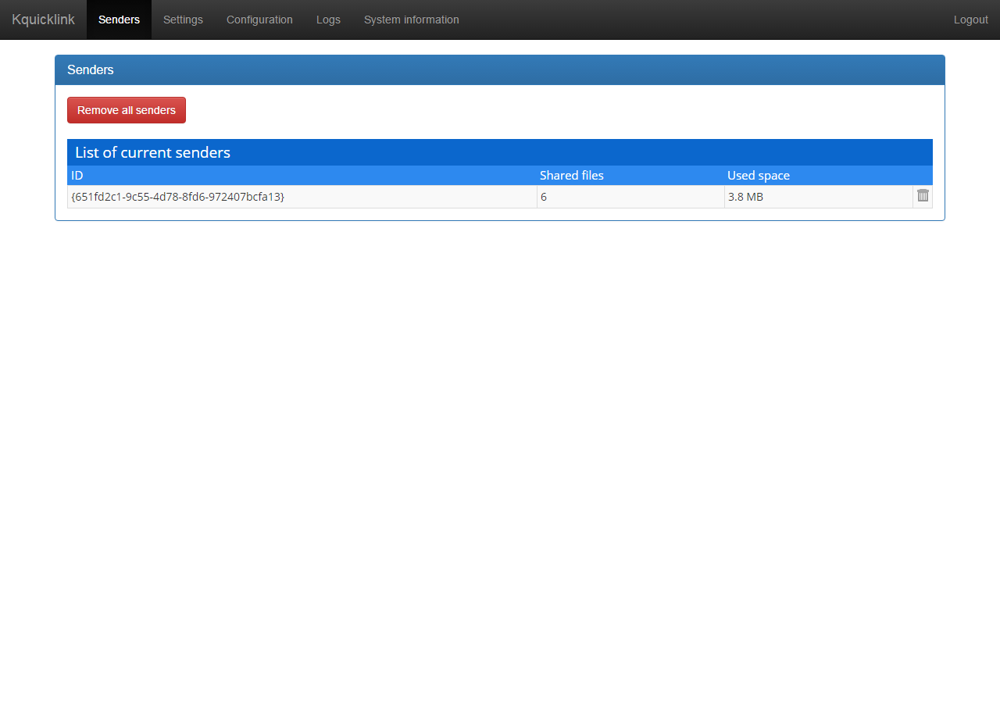 Kquicklink Senders Settings Configuration Logs System information Logout
Senders
Remove all senders
List of current senders
ID Shared files Used space
{651fd2c1-9c55-4d78-8fd6-972407bcfa13} 6 3.8 MB